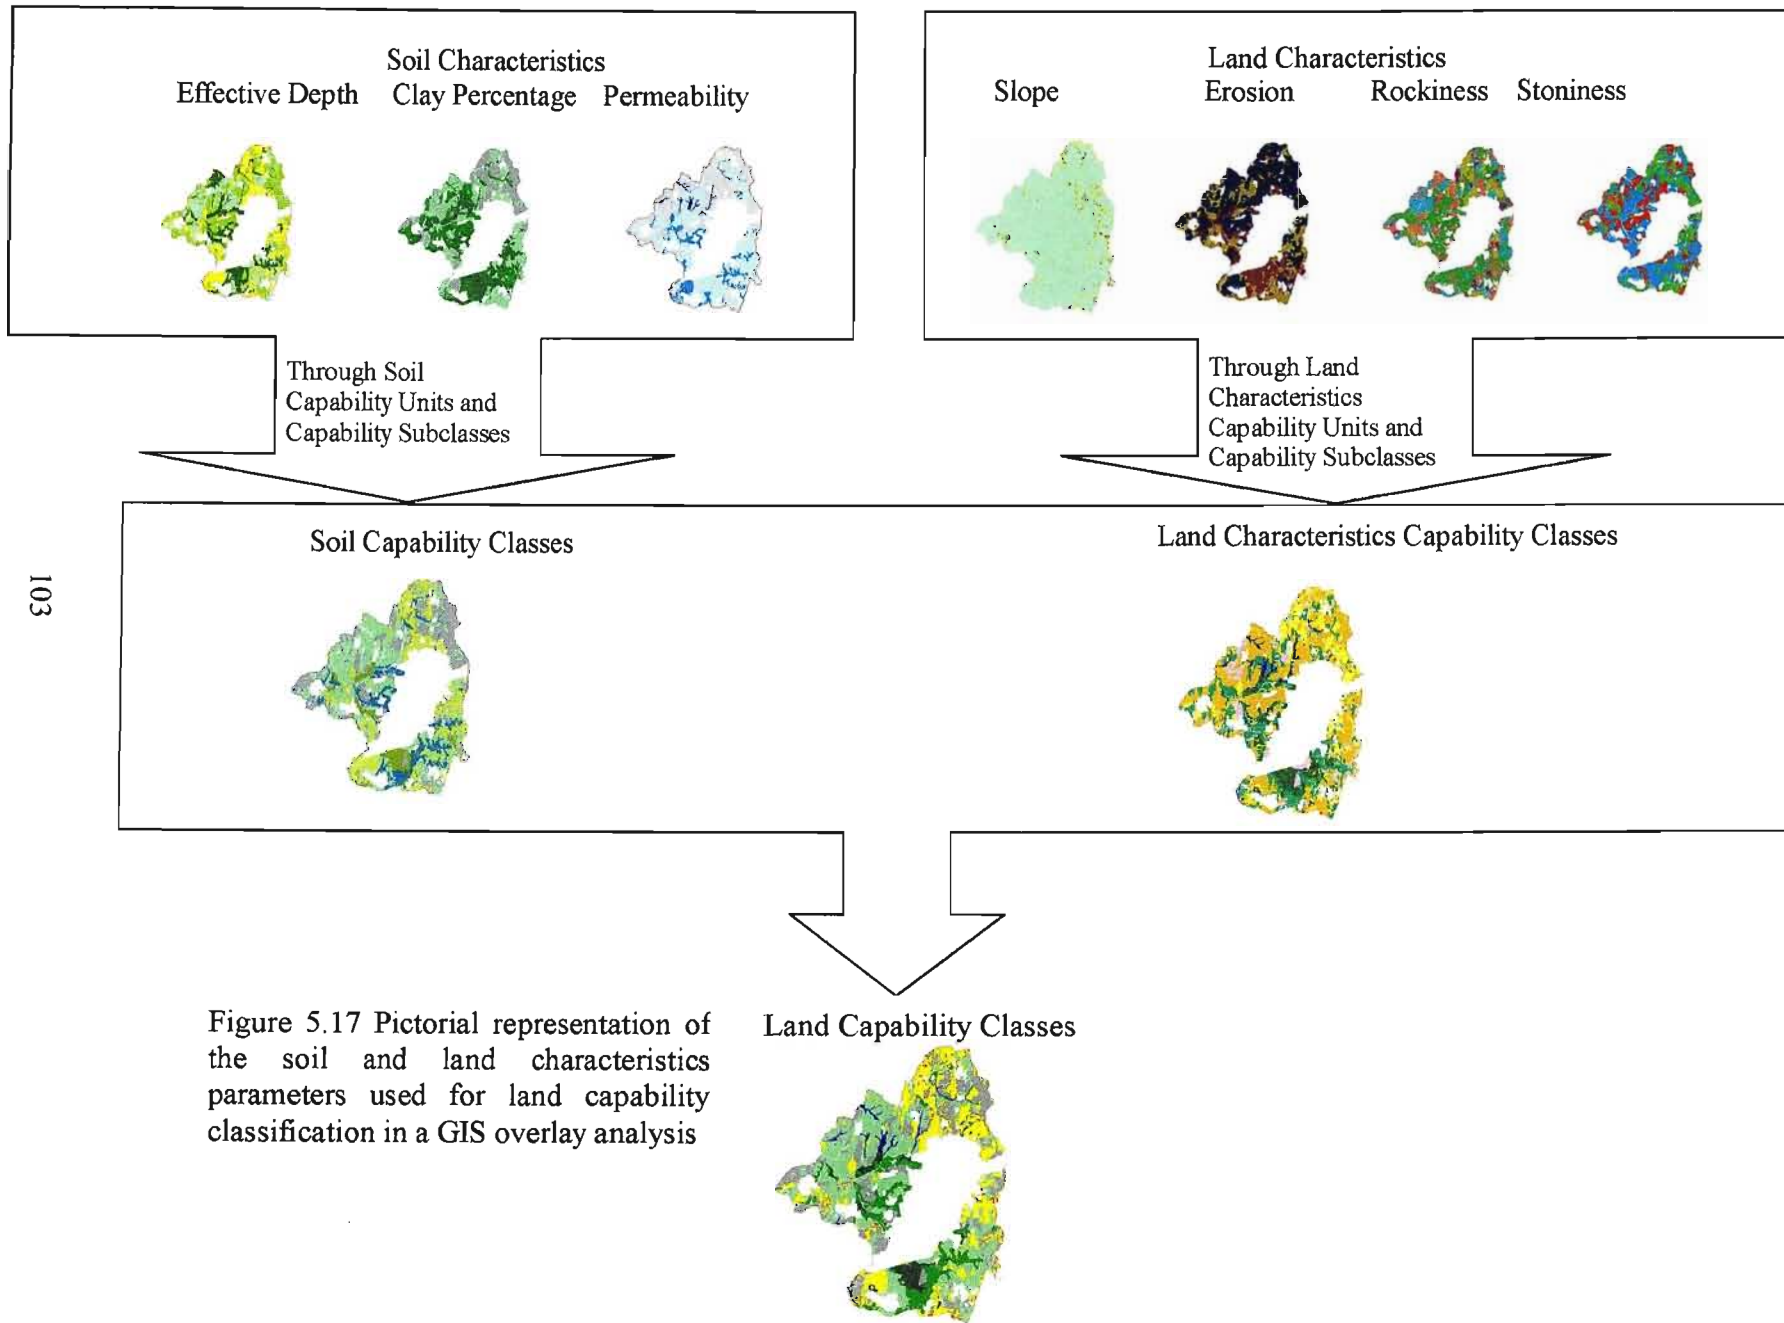 Soil Characteristics
Effective Depth Clay Percentage Permeability
Land Characteristics
Slope Erosion Rockiness Stoniness
Through Soil
Capability Units and
Capability Subclasses
Through Land
Characteristics
Capability Units and
Capability Subclasses
Soil Capability Classes
Land Characteristics Capability Classes
103
Land Capability Classes
Figure 5.17 Pictorial representation of
the soil and land characteristics
parameters used for land capability
classification in a GIS overlay analysis